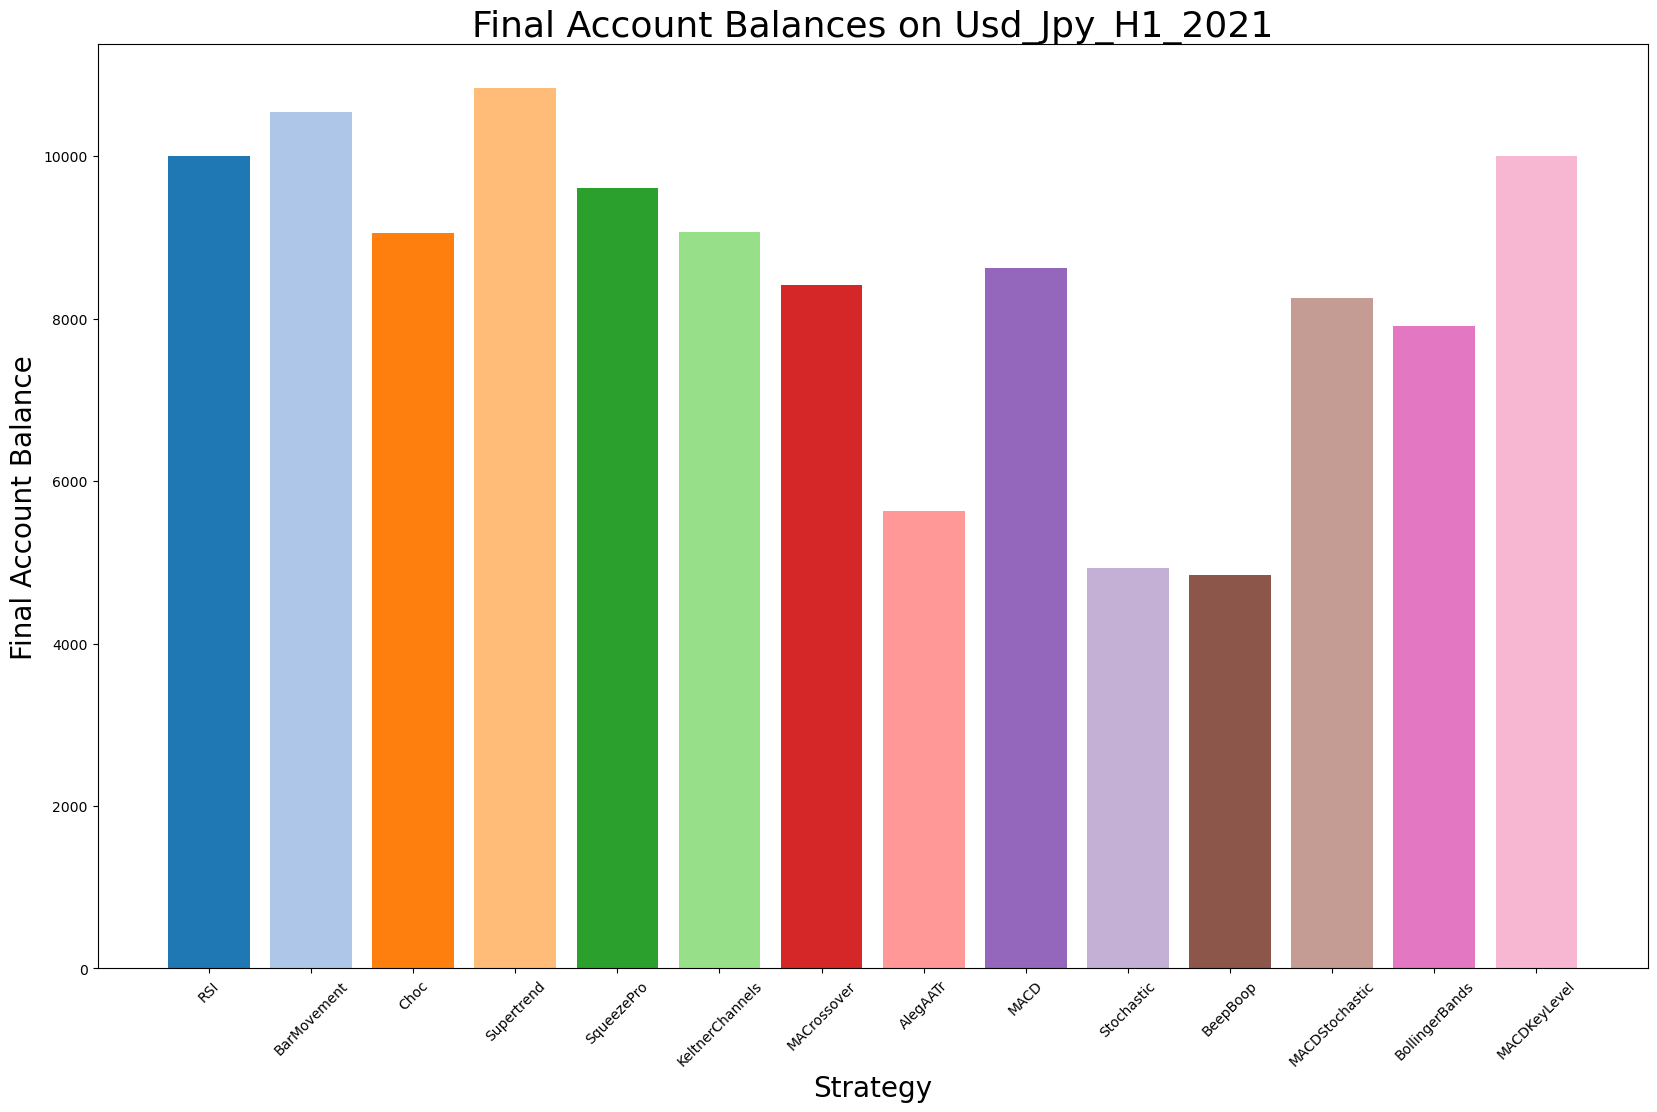 Final Account Balances on Usd_Jpy_H1_2021
Final Account Balance
10000
8000
6000
4000
2000
0
RSI
BarMovement
Choc
Supertrend
SqueezePro
KeltnerChannels
MACrossover
AlegAATr
MACD
Stochastic
BeepBoop
MACDStochastic
BollingerBands
MACDKeyLevel
Strategy